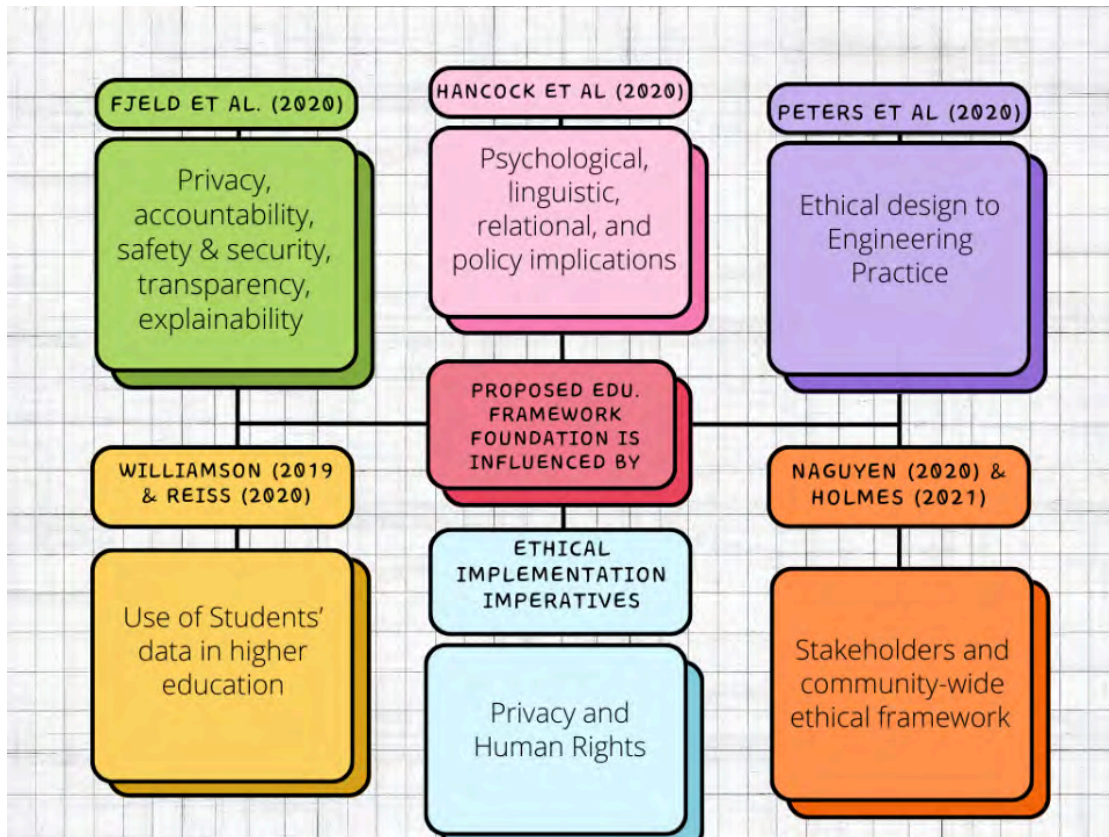 FJELD ET AL. (2020)
Privacy,
accountability,
safety & security,
transparency,
explainability
HANCOCK ET AL (2020)
Psychological,
linguistic,
relational, and
policy implications
PETERS ET AL (2020)
Ethical design to
Engineering
Practice
PROPOSED EDU.
FRAMEWORK
FOUNDATION IS
INFLUENCED BY
WILLIAMSON (2019
& REISS (2020)
Use of Students'
data in higher
education
ETHICAL
IMPLEMENTATION
IMPERATIVES
Privacy and
Human Rights
NAGUYEN (2020) &
HOLMES (2021)
Stakeholders and
community-wide
ethical framework